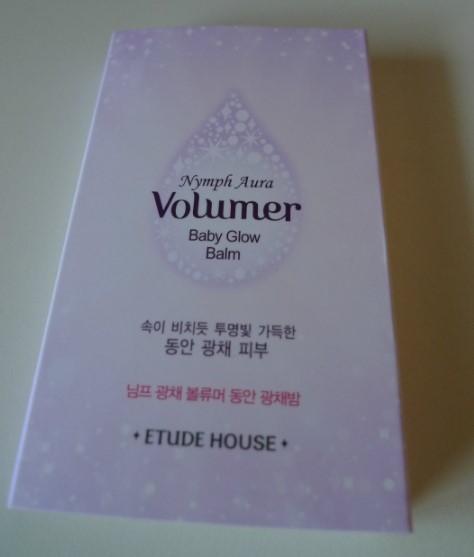 Nymph Aura
Volumer
Baby Glow
Balm
속이 비치듯 투명빛 가득한
동안 광채 피부
님프 광채 볼류머 동안 광채밤
ETUDE HOUSE